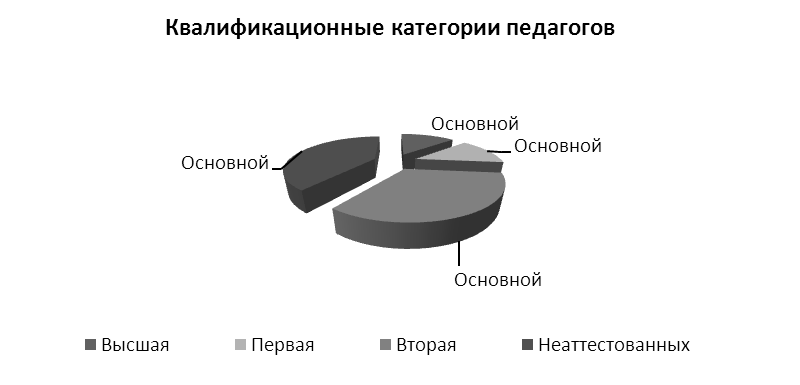 Квалификационные категории педагогов
Основной
Основной
Основной
Основной
Высшая Первая Вторая Неаттестованных